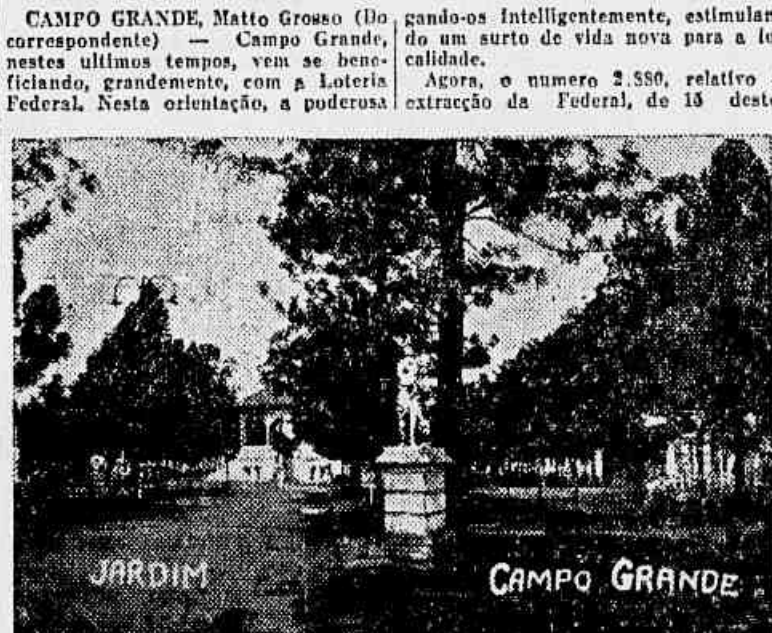 CAMPO GRANDE, Matto Grosso (Do
correspondente) — Campo Grande,
nestes ultimos tempos, vem se bene-
ficiando, grandemente, com a Loteria
Federal. Nesta orientação, a poderosa
gando-os intelligentemente, estimulan
do um surto de vida nova para a lo
calidade.
Agora, o numero 2.880, relativo
extracção da Federal, de 15 deste
JARDIM
CAMPO GRANDE